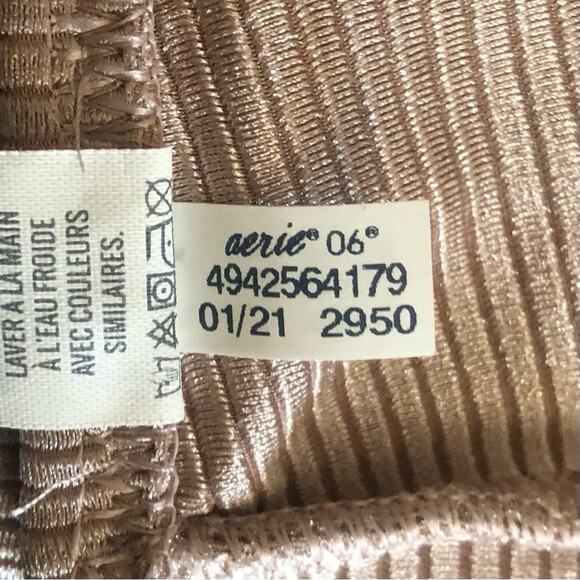 LAVER À LA MAIN
À L'EAU FROIDE
AVEC COULEURS
SIMILAIRES.
aerie® 06®
4942564179
01/21 2950